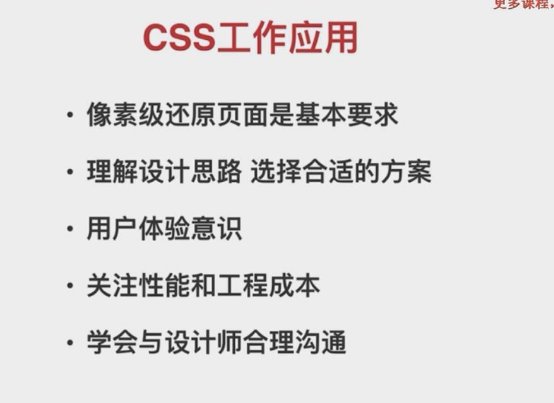 更多课程,
CSS工作应用
• 像素级还原页面是基本要求
• 理解设计思路 选择合适的方案
• 用户体验意识
• 关注性能和工程成本
• 学会与设计师合理沟通